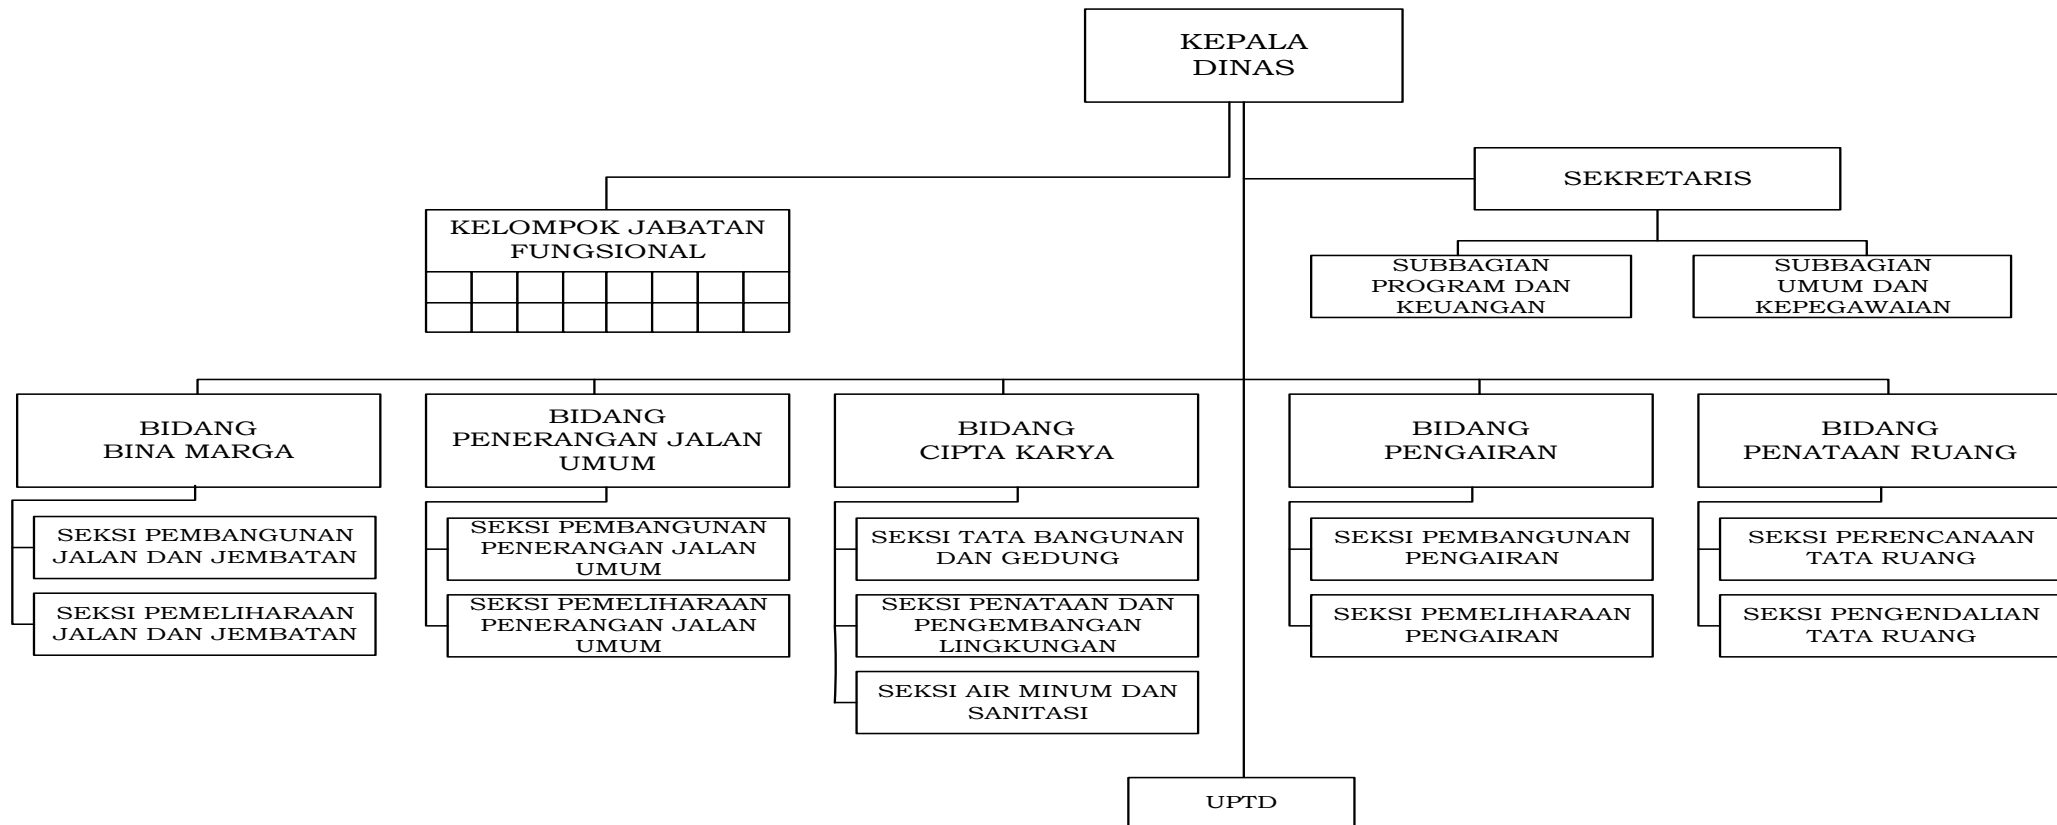 KEPALA
DINAS
SEKRETARIS
KELOMPOK JABATAN
FUNGSIONAL
SUBBAGIAN
PROGRAM DAN
KEUANGAN
SUBBAGIAN
UMUM DAN
KEPEGAWAIAN
BIDANG
BINA MARGA
BIDANG
PENERANGAN JALAN
UMUM
BIDANG
CIPTA KARYA
BIDANG
PENGAIRAN
BIDANG
PENATAAN RUANG
SEKSI PEMBANGUNAN
JALAN DAN JEMBATAN
SEKSI PEMELIHARAAN
JALAN DAN JEMBATAN
SEKSI PEMBANGUNAN
PENERANGAN JALAN
UMUM
SEKSI PEMELIHARAAN
PENERANGAN JALAN
UMUM
SEKSI TATA BANGUNAN
DAN GEDUNG
SEKSI PENATAAN DAN
PENGEMBANGAN
LINGKUNGAN
SEKSI AIR MINUM DAN
SANITASI
SEKSI PEMBANGUNAN
PENGAIRAN
SEKSI PEMELIHARAAN
PENGAIRAN
SEKSI PERENCANAAN
TATA RUANG
SEKSI PENGENDALIAN
TATA RUANG
UPTD